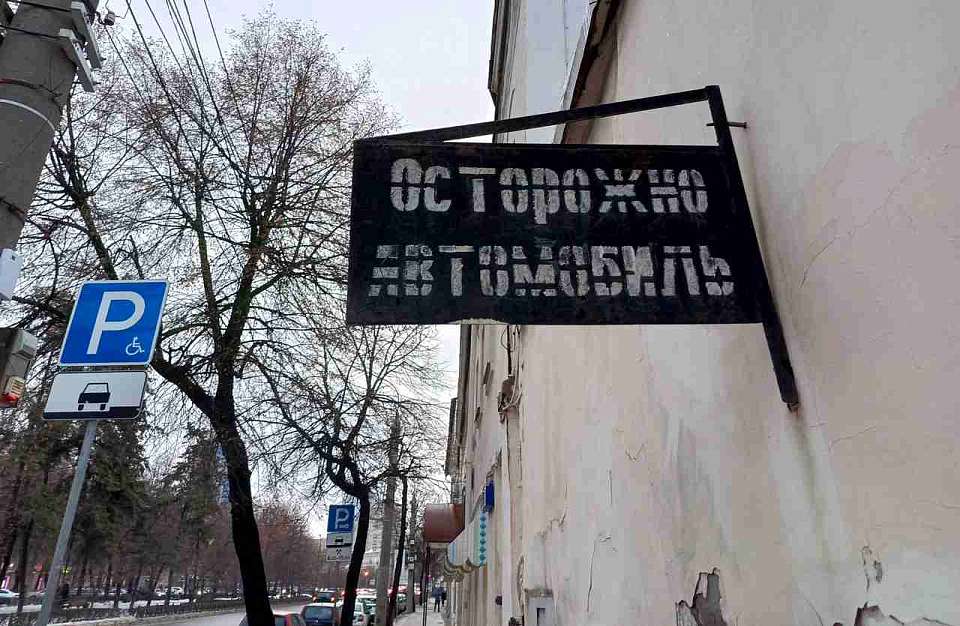 P
Осторожно
автомобиль
P